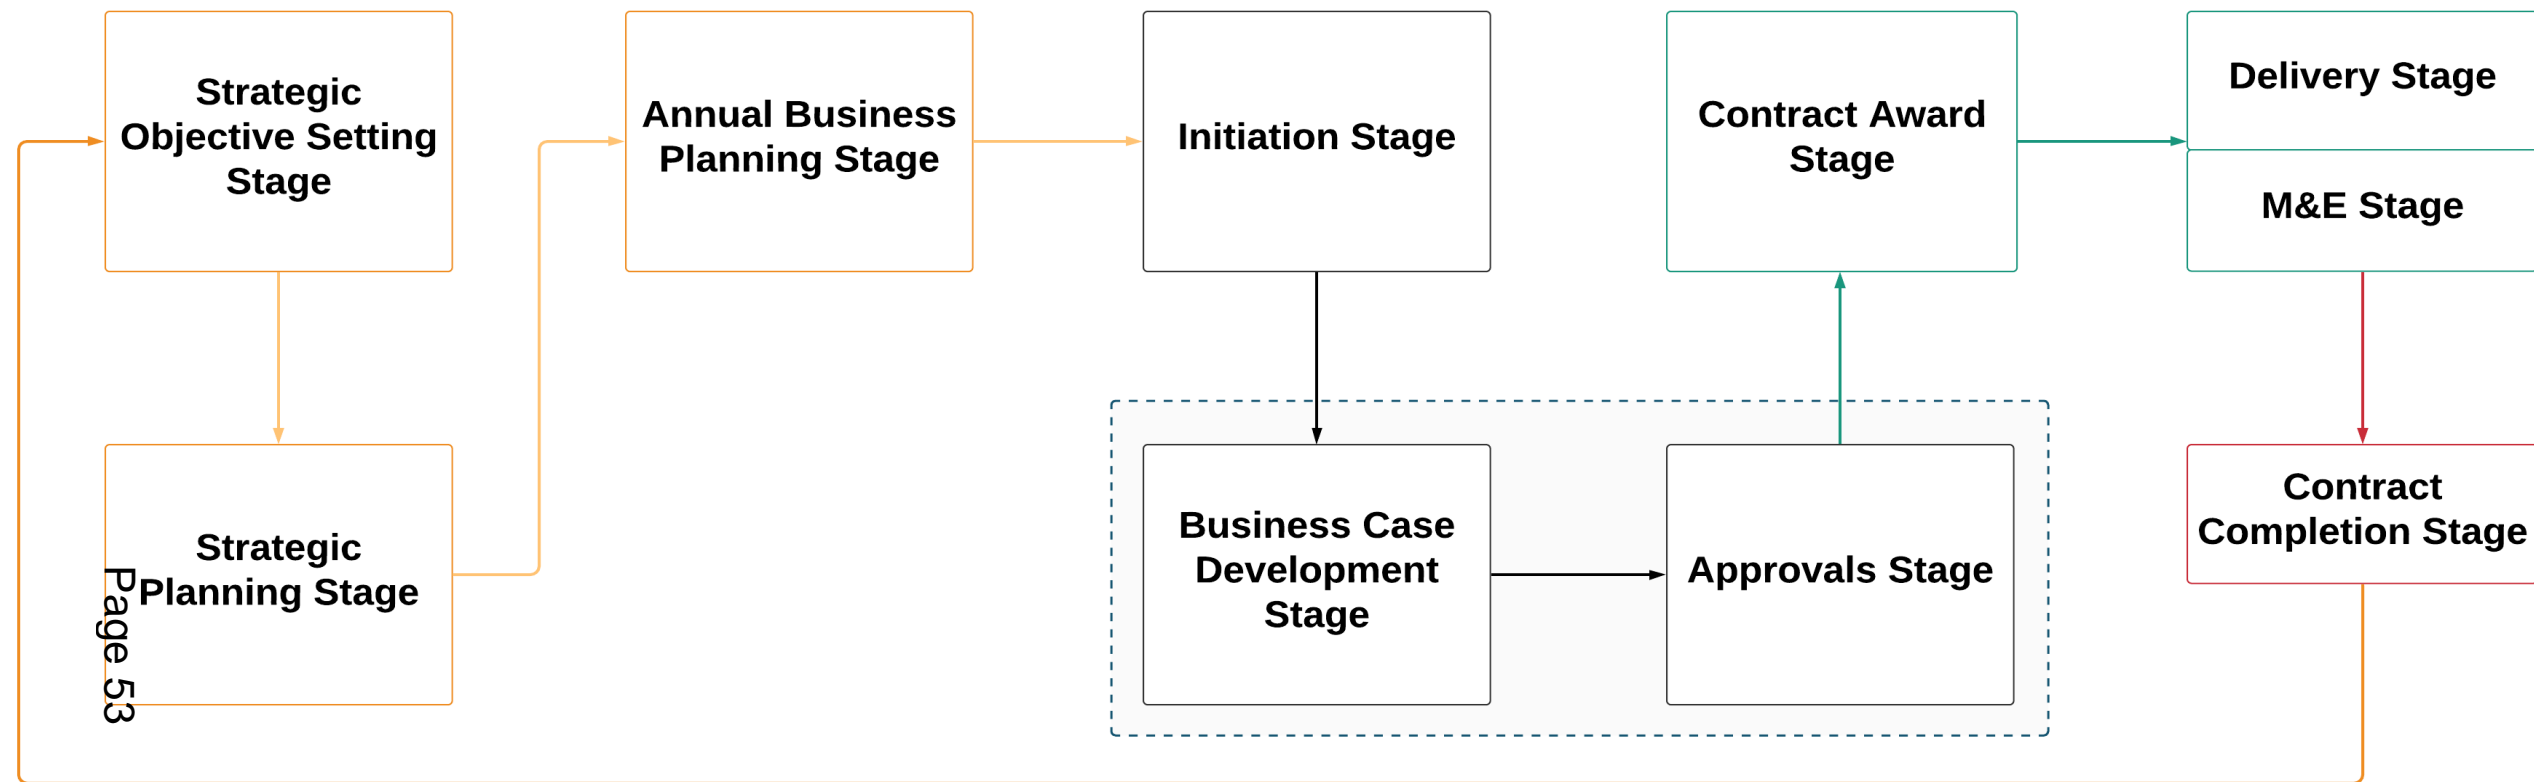 Strategic
Objective Setting
Stage
Annual Business
Planning Stage
Initiation Stage
Contract Award
Stage
Delivery Stage
M&E Stage
Strategic
Planning Stage
Business Case
Development
Stage
Approvals Stage
Contract
Completion Stage
Page 53